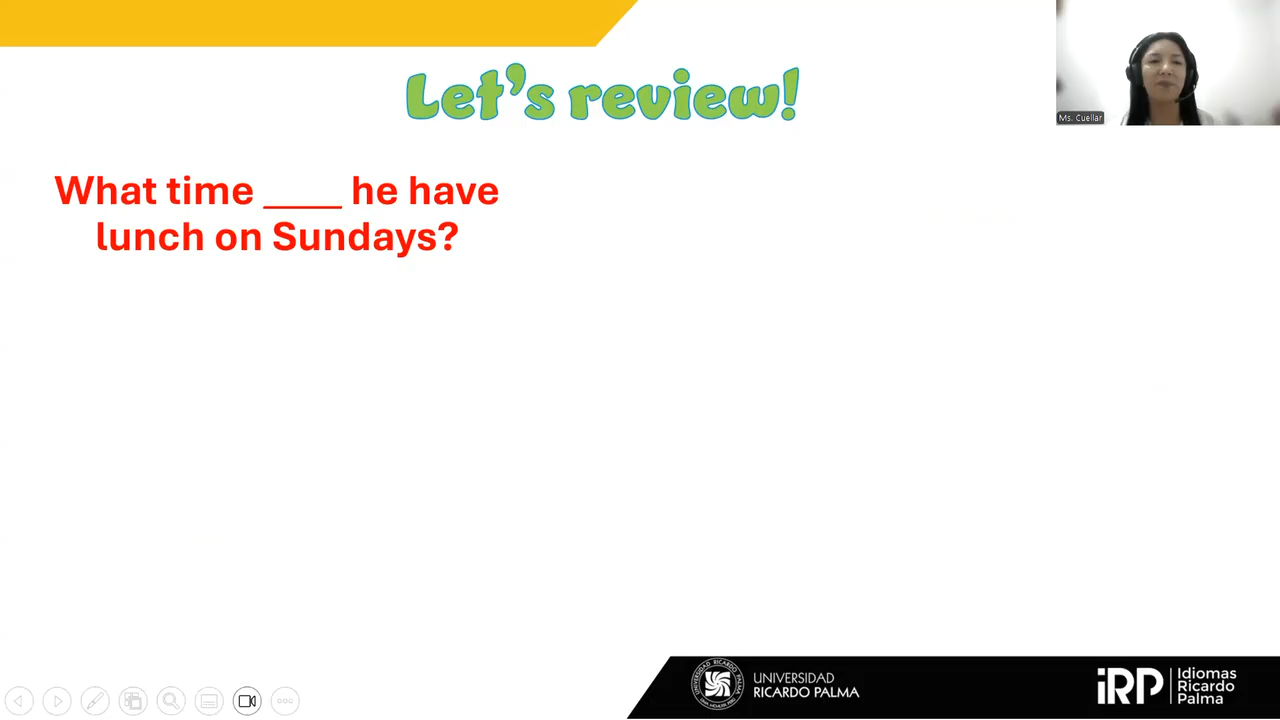 Let's review!
Ms. Cuellar
What time ____ he have
lunch on Sundays?
UNIVERSIDAD
RICARDO PALMA
iRP
Idiomas
Ricardo
Palma